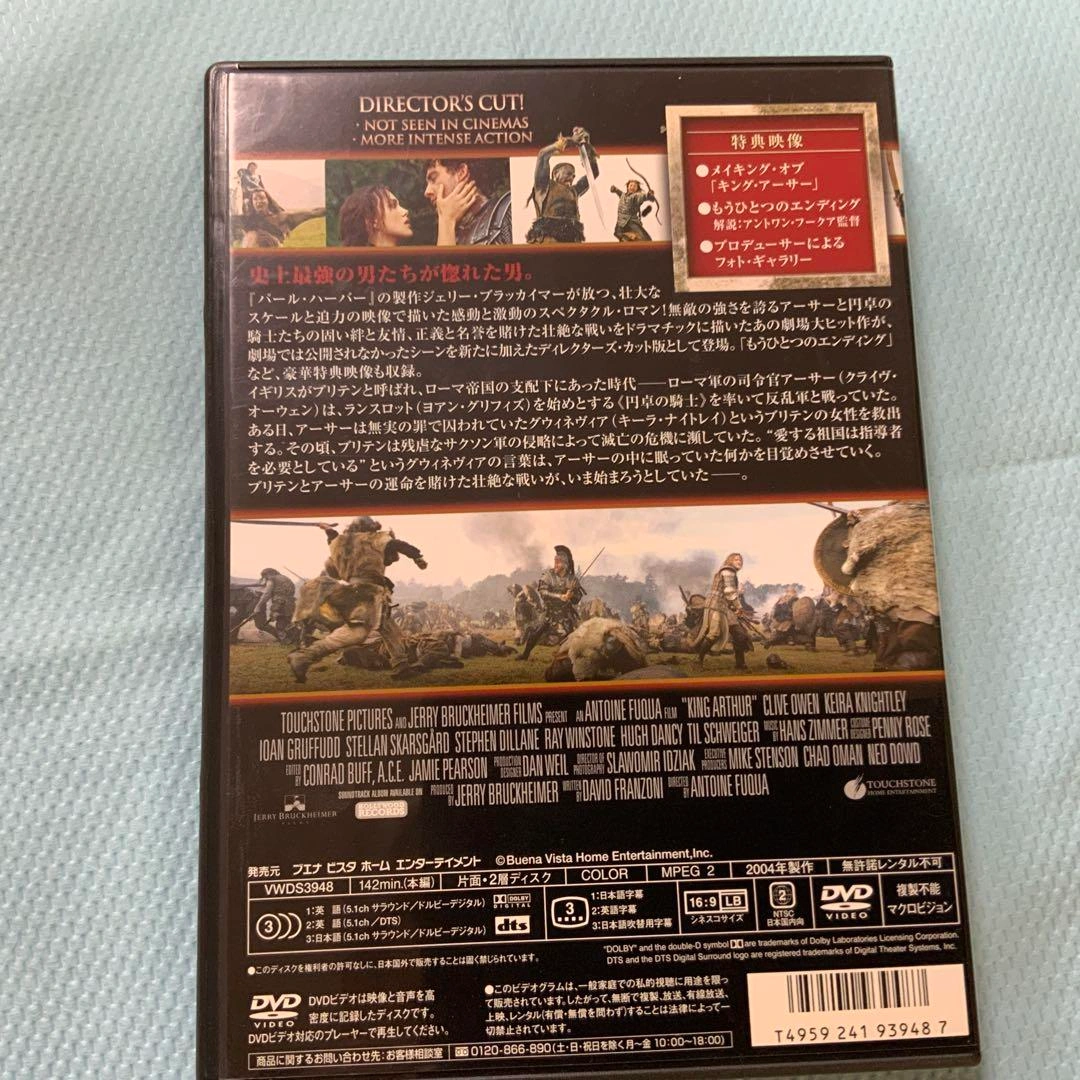 DIRECTOR'S CUT!
・NOT SEEN IN CINEMAS
・MORE INTENSE ACTION
特典映像
●メイキング・オブ
「キング・アーサー」
●もうひとつのエンディング
解説：アントワン・フークア監督
●プロデューサーによる
フォト・ギャラリー
史上最強の男たちが惚れた男。
『パール・ハーバー』の製作ジェリー・ブラッカイマーが放つ、壮大な
スケールと迫力の映像で描いた感動と激動のスペクタクル・ロマン!無敵の強さを誇るアーサーと円卓の
騎士たちの固い絆と友情、正義と名誉を賭けた壮絶な戦いをドラマチックに描いたあの劇場大ヒット作が、
劇場では公開されなかったシーンを新たに加えたディレクターズ・カット版として登場。「もうひとつのエンディング」
など、豪華特典映像も収録。
イギリスがブリテンと呼ばれ、ローマ帝国の支配下にあった時代――ローマ軍の司令官アーサー（クライヴ・
オーウェン）は、ランスロット（ヨアン・グリフィズ）を始めとする《円卓の騎士》を率いて反乱軍と戦っていた。
ある日、アーサーは無実の罪で囚われていたグウィネヴィア（キーラ・ナイトレイ）というブリテンの女性を救出
する。その頃、ブリテンは残虐なサクソン軍の侵略によって滅亡の危機に瀕していた。“愛する祖国は指導者
を必要としている”というグウィネヴィアの言葉は、アーサーの中に眠っていた何かを目覚めさせていく。
ブリテンとアーサーの運命を賭けた壮絶な戦いが、いま始まろうとしていた――。
TOUCHSTONE PICTURES AND JERRY BRUCKHEIMER FILMS PRESENT AN ANTOINE FUQUA FILM "KING ARTHUR" CLIVE OWEN KEIRA KNIGHTLEY
IOAN GRUFFUDD STELLAN SKARSGÅRD STEPHEN DILLANE RAY WINSTONE HUGH DANCY TIL SCHWEIGER MUSIC BY HANS ZIMMER COSTUME DESIGNER PENNY ROSE
EDITED BY CONRAD BUFF, A.C.E. JAMIE PEARSON PRODUCTION DESIGNER DAN WEIL DIRECTOR OF PHOTOGRAPHY SLAWOMIR IDZIAK EXECUTIVE PRODUCERS MIKE STENSON CHAD OMAN NED DOWD
SOUNDTRACK ALBUM AVAILABLE ON HOLLYWOOD RECORDS PRODUCED BY JERRY BRUCKHEIMER WRITTEN BY DAVID FRANZONI DIRECTED BY ANTOINE FUQUA
JERRY BRUCKHEIMER FILMS
TOUCHSTONE HOME ENTERTAINMENT
発売元 ブエナ ビスタ ホーム エンターテイメント ©Buena Vista Home Entertainment,Inc.
VWDS3948 142min.(本編) 片面・2層ディスク COLOR MPEG 2 2004年製作 無許諾レンタル不可
3 1:英 語（5.1ch サラウンド/ドルビーデジタル）
2:英 語（5.1ch/DTS）
3:日本語（5.1ch サラウンド/ドルビーデジタル）
DOLBY DIGITAL
dts
3 1:日本語字幕
2:英語字幕
3:日本語吹替用字幕
16:9 LB
シネスコサイズ
2
NTSC
日本国内向
DVD VIDEO
複製不能
マクロビジョン
"DOLBY" and the double-D symbol are trademarks of Dolby Laboratories Licensing Corporation.
DTS and the DTS Digital Surround logo are registered trademarks of Digital Theater Systems, Inc.
●このディスクを権利者の許可なしに、日本国外で販売することは固く禁じられています。
DVD VIDEO
DVDビデオは映像と音声を高
密度に記録したディスクです。
DVDビデオ対応のプレーヤーで再生してください。
●このビデオグラムは、一般家庭での私的視聴に用途を限っ
て販売されています。したがって、無断で複製、放送、有線放送、
上映、レンタル（有償・無償を問わず）することは法律によって一
切禁止されています。
商品に関するお問い合わせ先：お客様相談室 0120-866-890（土・日・祝日を除く月～金 10:00～18:00）
T4959 241 93948 7